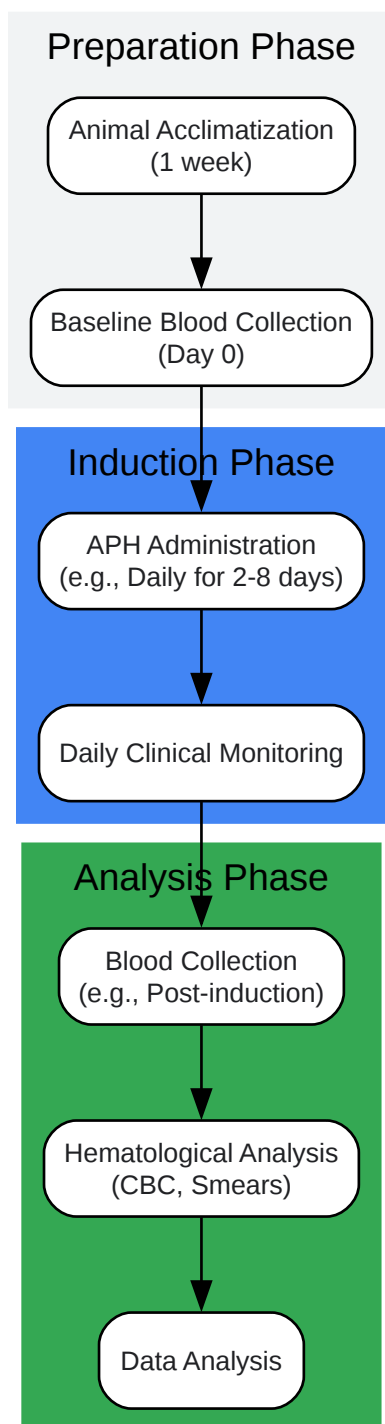 Preparation Phase
Animal Acclimatization
(1 week)
Baseline Blood Collection
(Day 0)
Induction Phase
APH Administration
(e.g., Daily for 2-8 days)
Daily Clinical Monitoring
Analysis Phase
Blood Collection
(e.g., Post-induction)
Hematological Analysis
(CBC, Smears)
Data Analysis